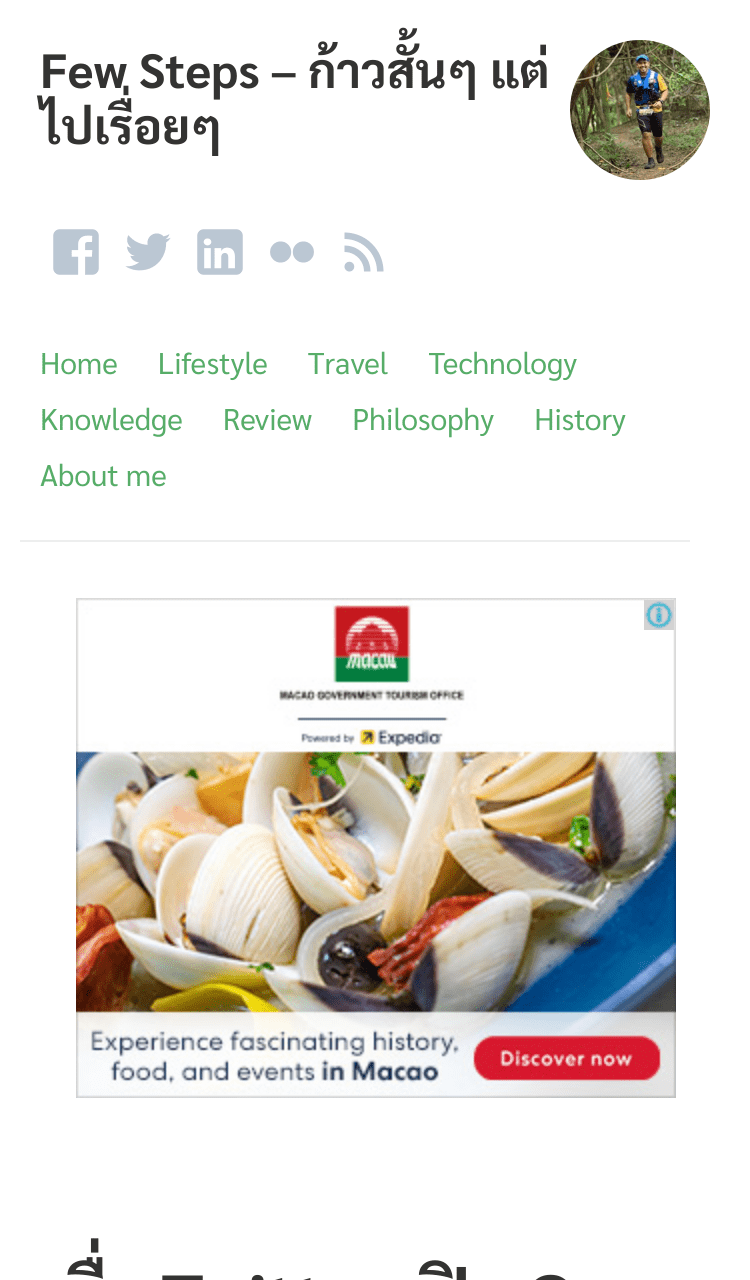 Few Steps – ก้าวสั้นๆ แต่
ไปเรื่อยๆ
Home Lifestyle Travel Technology
Knowledge Review Philosophy History
About me
macau
MACAO GOVERNMENT TOURISM OFFICE
Powered by Expedia
Experience fascinating history,
food, and events in Macao
Discover now